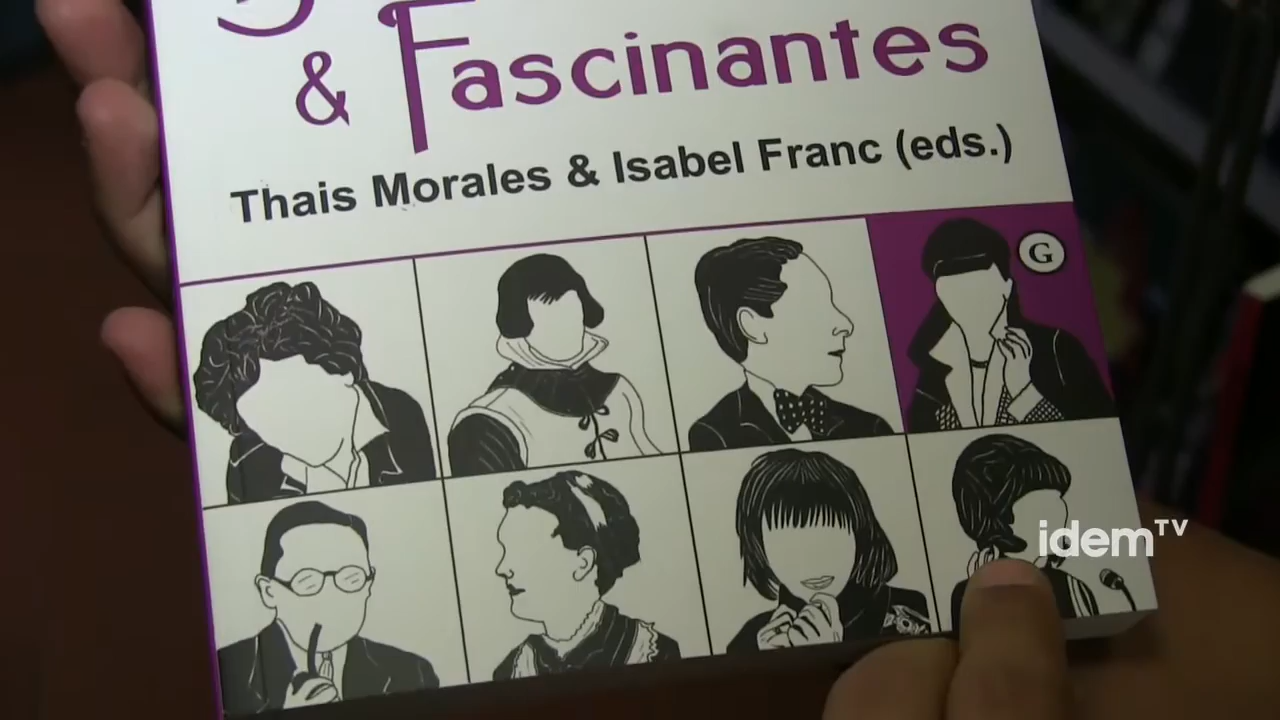 & Fascinantes
Thais Morales & Isabel Franc (eds.)
G
idemTV